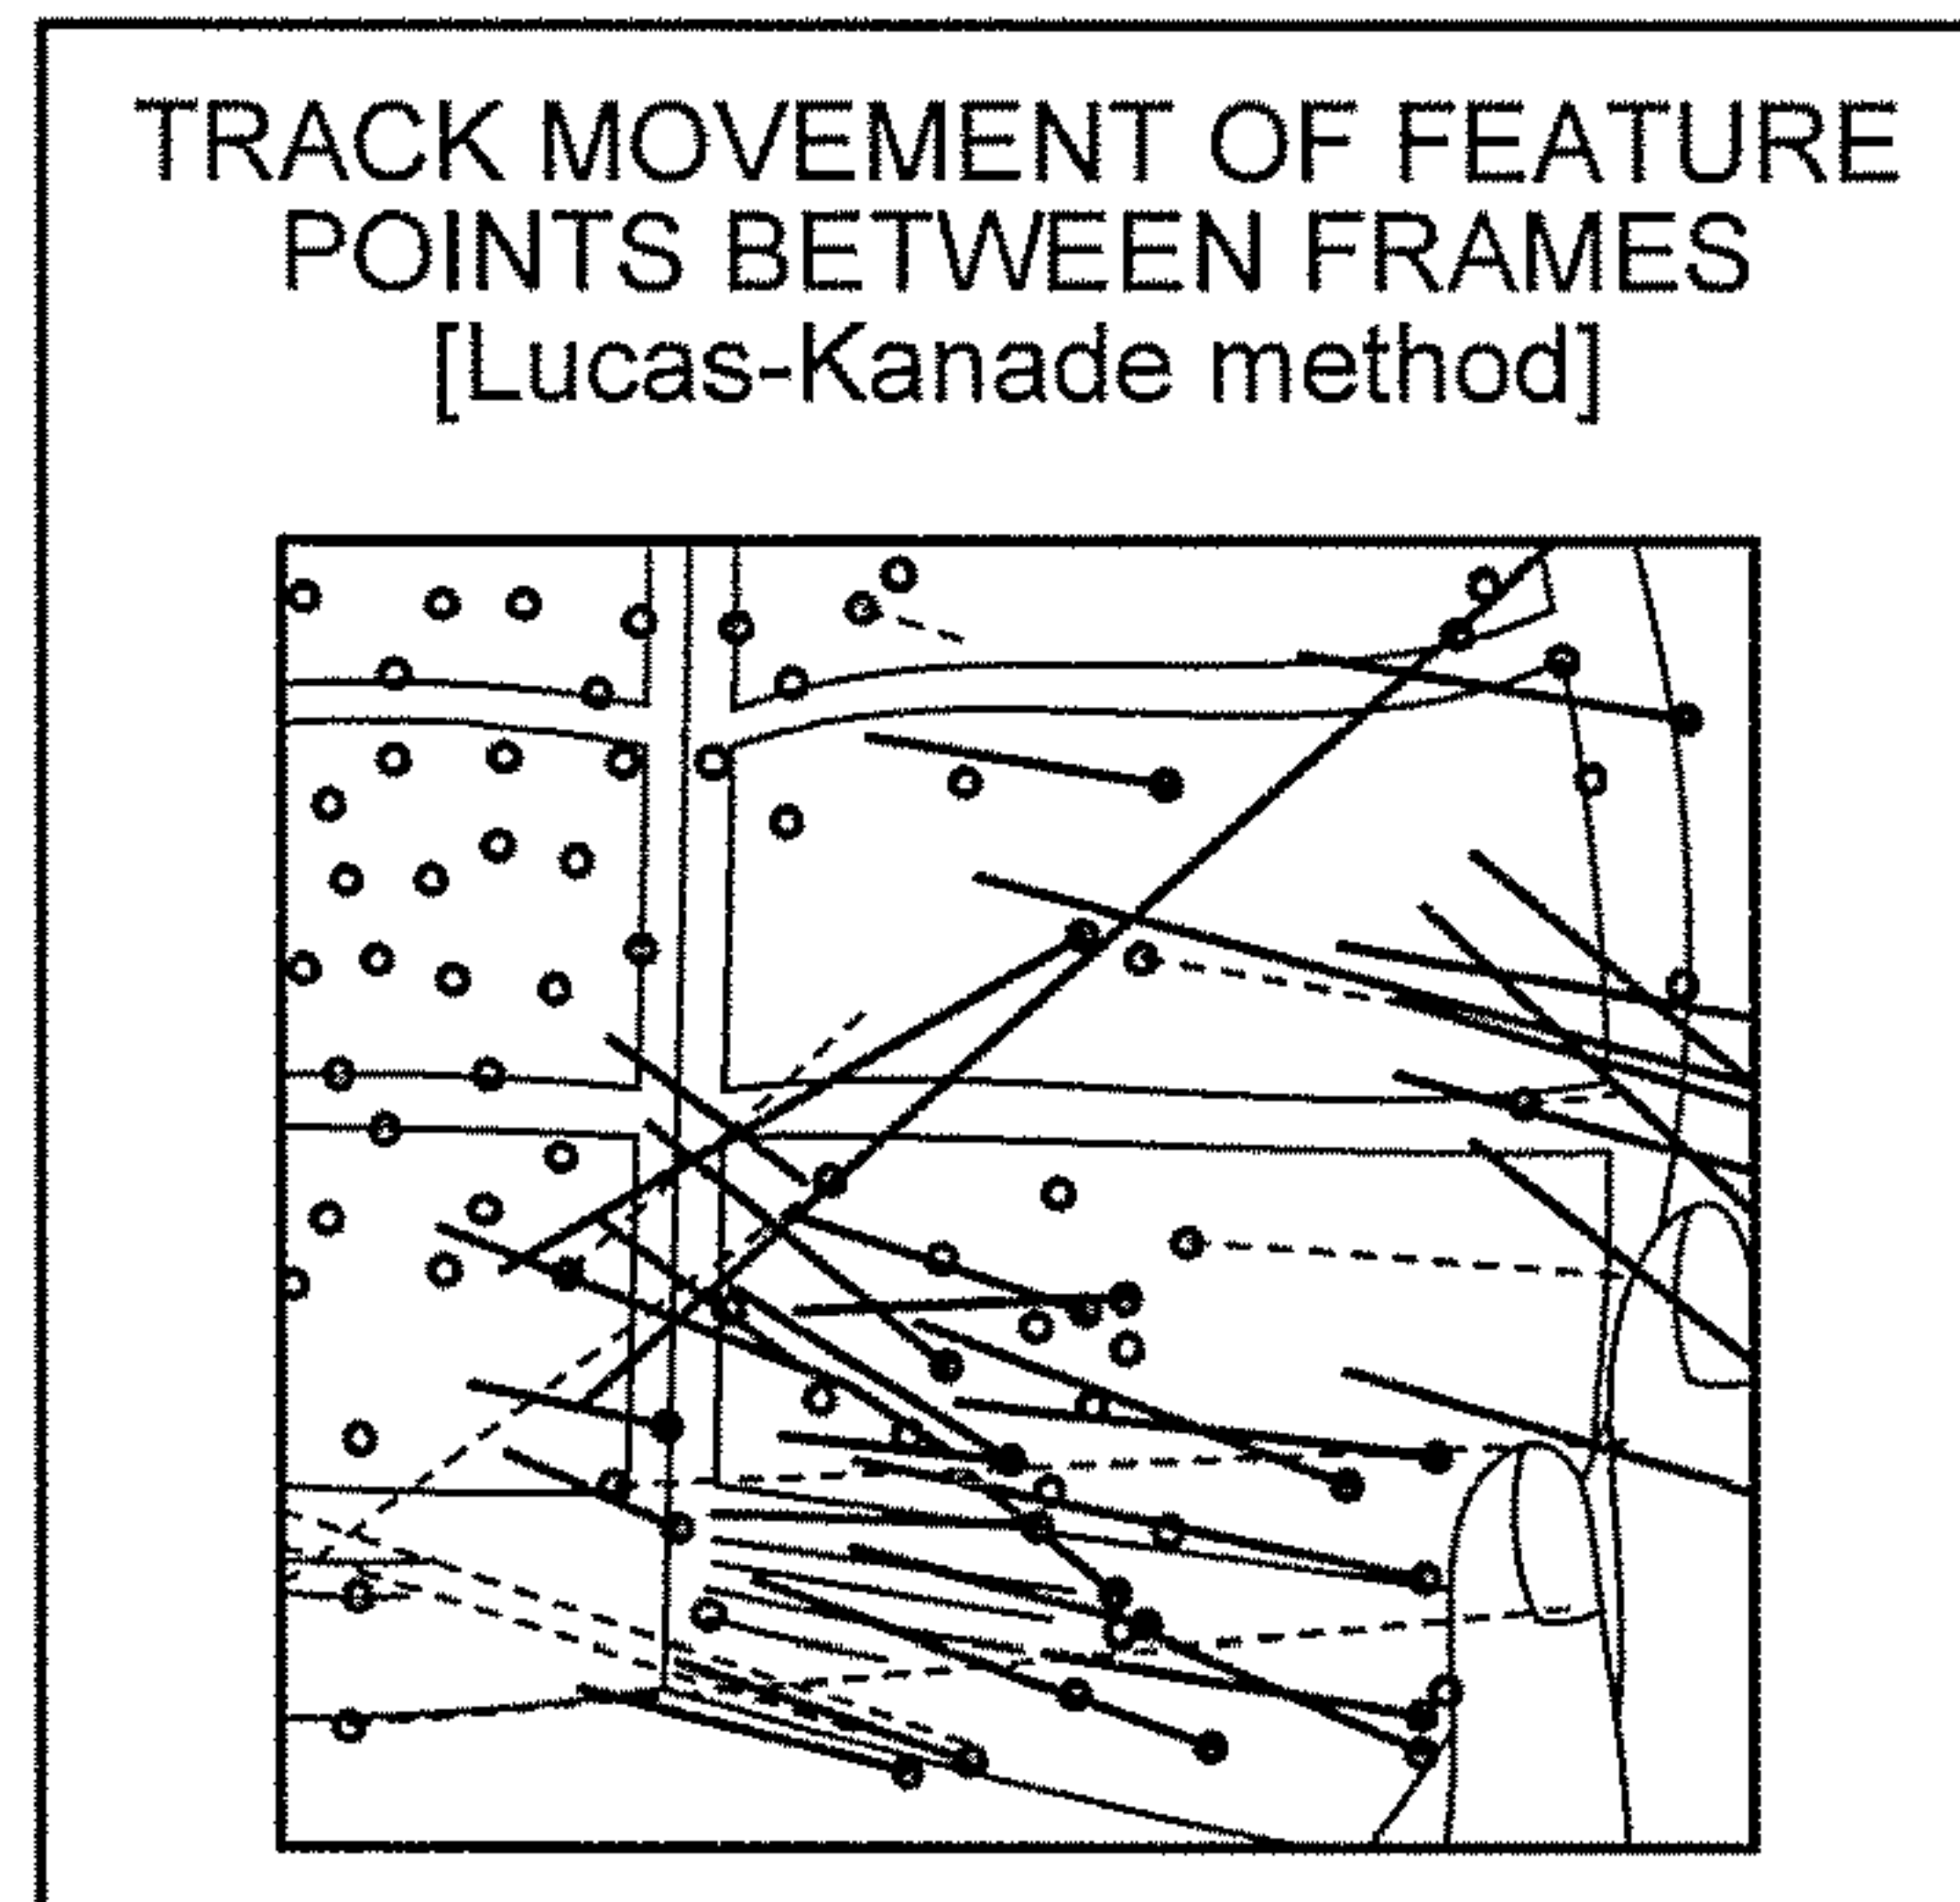 TRACK MOVEMENT OF FEATURE
POINTS BETWEEN FRAMES
[Lucas-Kanade method]